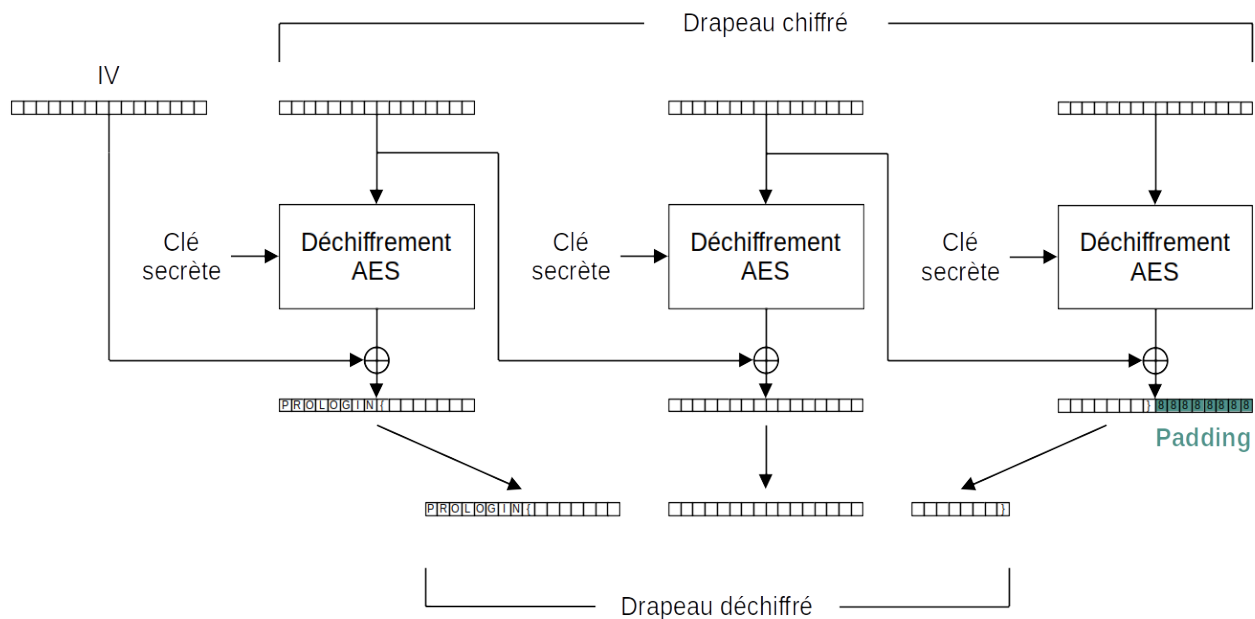 Drapeau chiffré
IV
Clé
secrète
Déchiffrement
AES
Clé
secrète
Déchiffrement
AES
Clé
secrète
Déchiffrement
AES
PROLOGIN{
}88888888
Padding
PROLOGIN{
}
Drapeau déchiffré